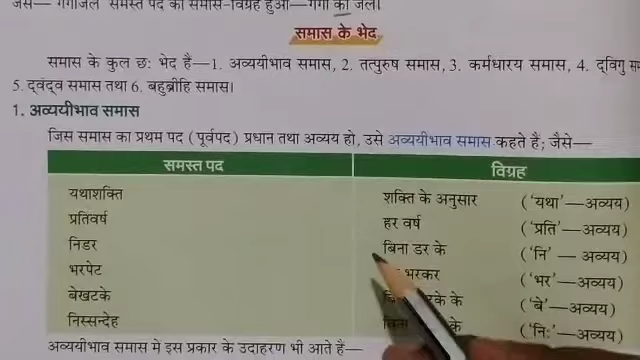 जैसे— गंगाजल समस्त पद का समास-विग्रह हुआ—गंगा का जल।
समास के भेद
समास के कुल छः भेद हैं—1. अव्ययीभाव समास, 2. तत्पुरुष समास, 3. कर्मधारय समास, 4. द्विगु
5. द्वंद्व समास तथा 6. बहुब्रीहि समास।
1. अव्ययीभाव समास
जिस समास का प्रथम पद (पूर्वपद) प्रधान तथा अव्यय हो, उसे अव्ययीभाव समास कहते हैं; जैसे—
समस्त पद विग्रह
यथाशक्ति शक्ति के अनुसार ('यथा'—अव्यय)
प्रतिवर्ष हर वर्ष ('प्रति'—अव्यय)
निडर बिना डर के ('नि' — अव्यय)
भरपेट भरकर ('भर'—अव्यय)
बेखटके के ('बे'—अव्यय)
निस्सन्देह के ('निः'—अव्यय)
अव्ययीभाव समास में इस प्रकार के उदाहरण भी आते हैं—